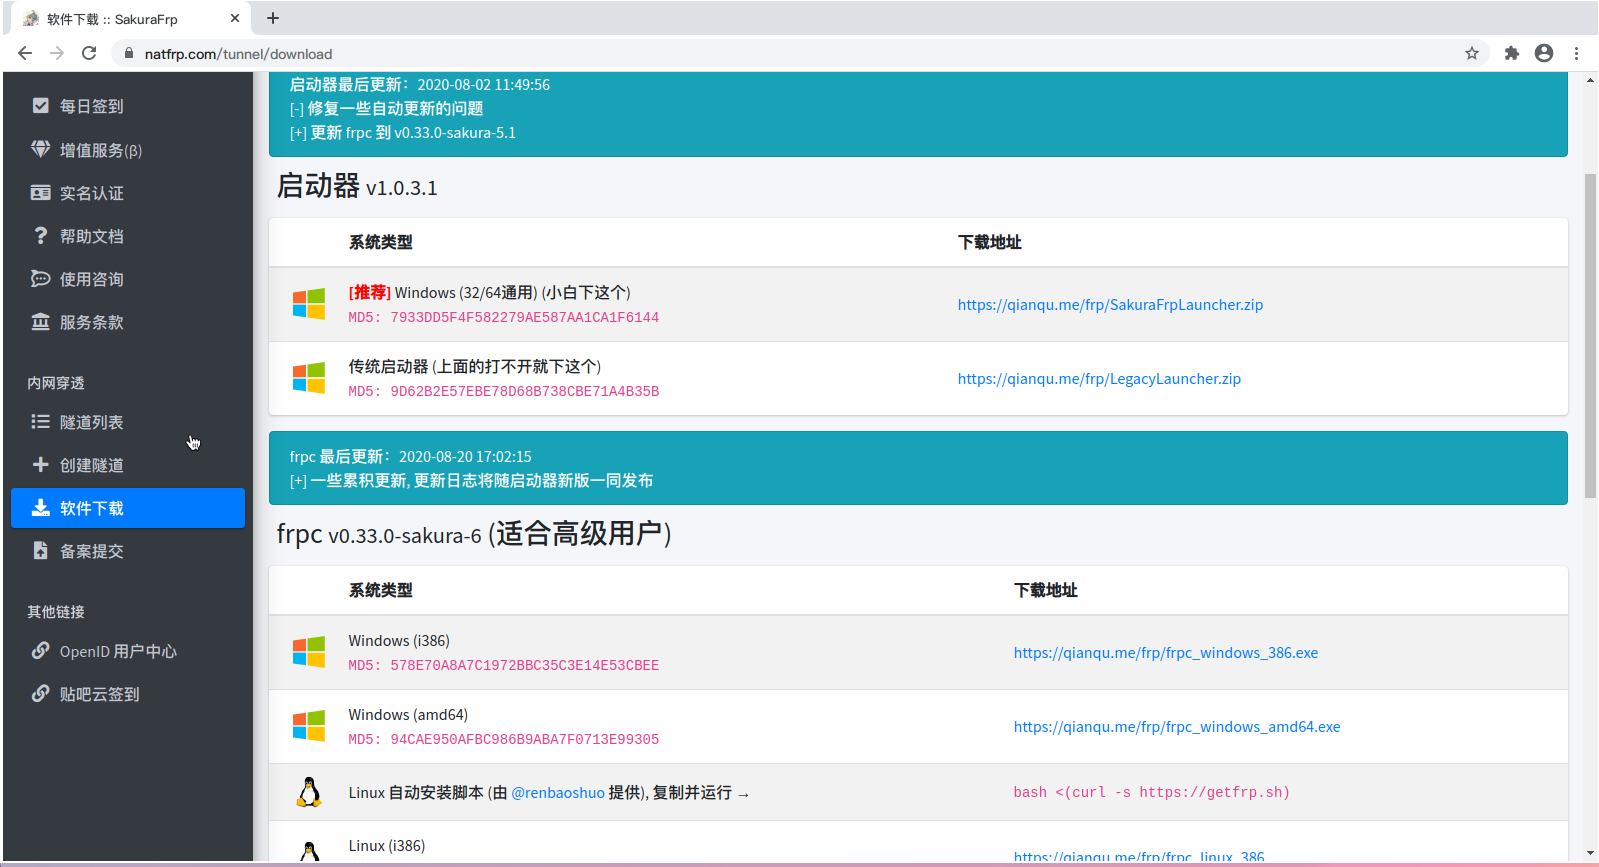 软件下载 :: SakuraFrp
natfrp.com/tunnel/download
每日签到
增值服务(β)
实名认证
帮助文档
使用咨询
服务条款
内网穿透
隧道列表
创建隧道
软件下载
备案提交
其他链接
OpenID 用户中心
贴吧云签到
启动器最后更新：2020-08-02 11:49:56
[-] 修复一些自动更新的问题
[+] 更新 frpc 到 v0.33.0-sakura-5.1
启动器 v1.0.3.1
系统类型 下载地址
[推荐] Windows (32/64通用) (小白下这个)
MD5: 7933DD5F4F582279AE587AA1CA1F6144
https://qianqu.me/frp/SakuraFrpLauncher.zip
传统启动器 (上面的打不开就下这个)
MD5: 9D62B2E57EBE78D68B738CBE71A4B35B
https://qianqu.me/frp/LegacyLauncher.zip
frpc 最后更新：2020-08-20 17:02:15
[+] 一些累积更新, 更新日志将随启动器新版一同发布
frpc v0.33.0-sakura-6 (适合高级用户)
系统类型 下载地址
Windows (i386)
MD5: 578E70A8A7C1972BBC35C3E14E53CBEE
https://qianqu.me/frp/frpc_windows_386.exe
Windows (amd64)
MD5: 94CAE950AFBC986B9ABA7F0713E99305
https://qianqu.me/frp/frpc_windows_amd64.exe
Linux 自动安装脚本 (由 @renbaoshuo 提供), 复制并运行 →
bash <(curl -s https://getfrp.sh)
Linux (i386)
https://qianqu.me/frp/frpc_linux_386